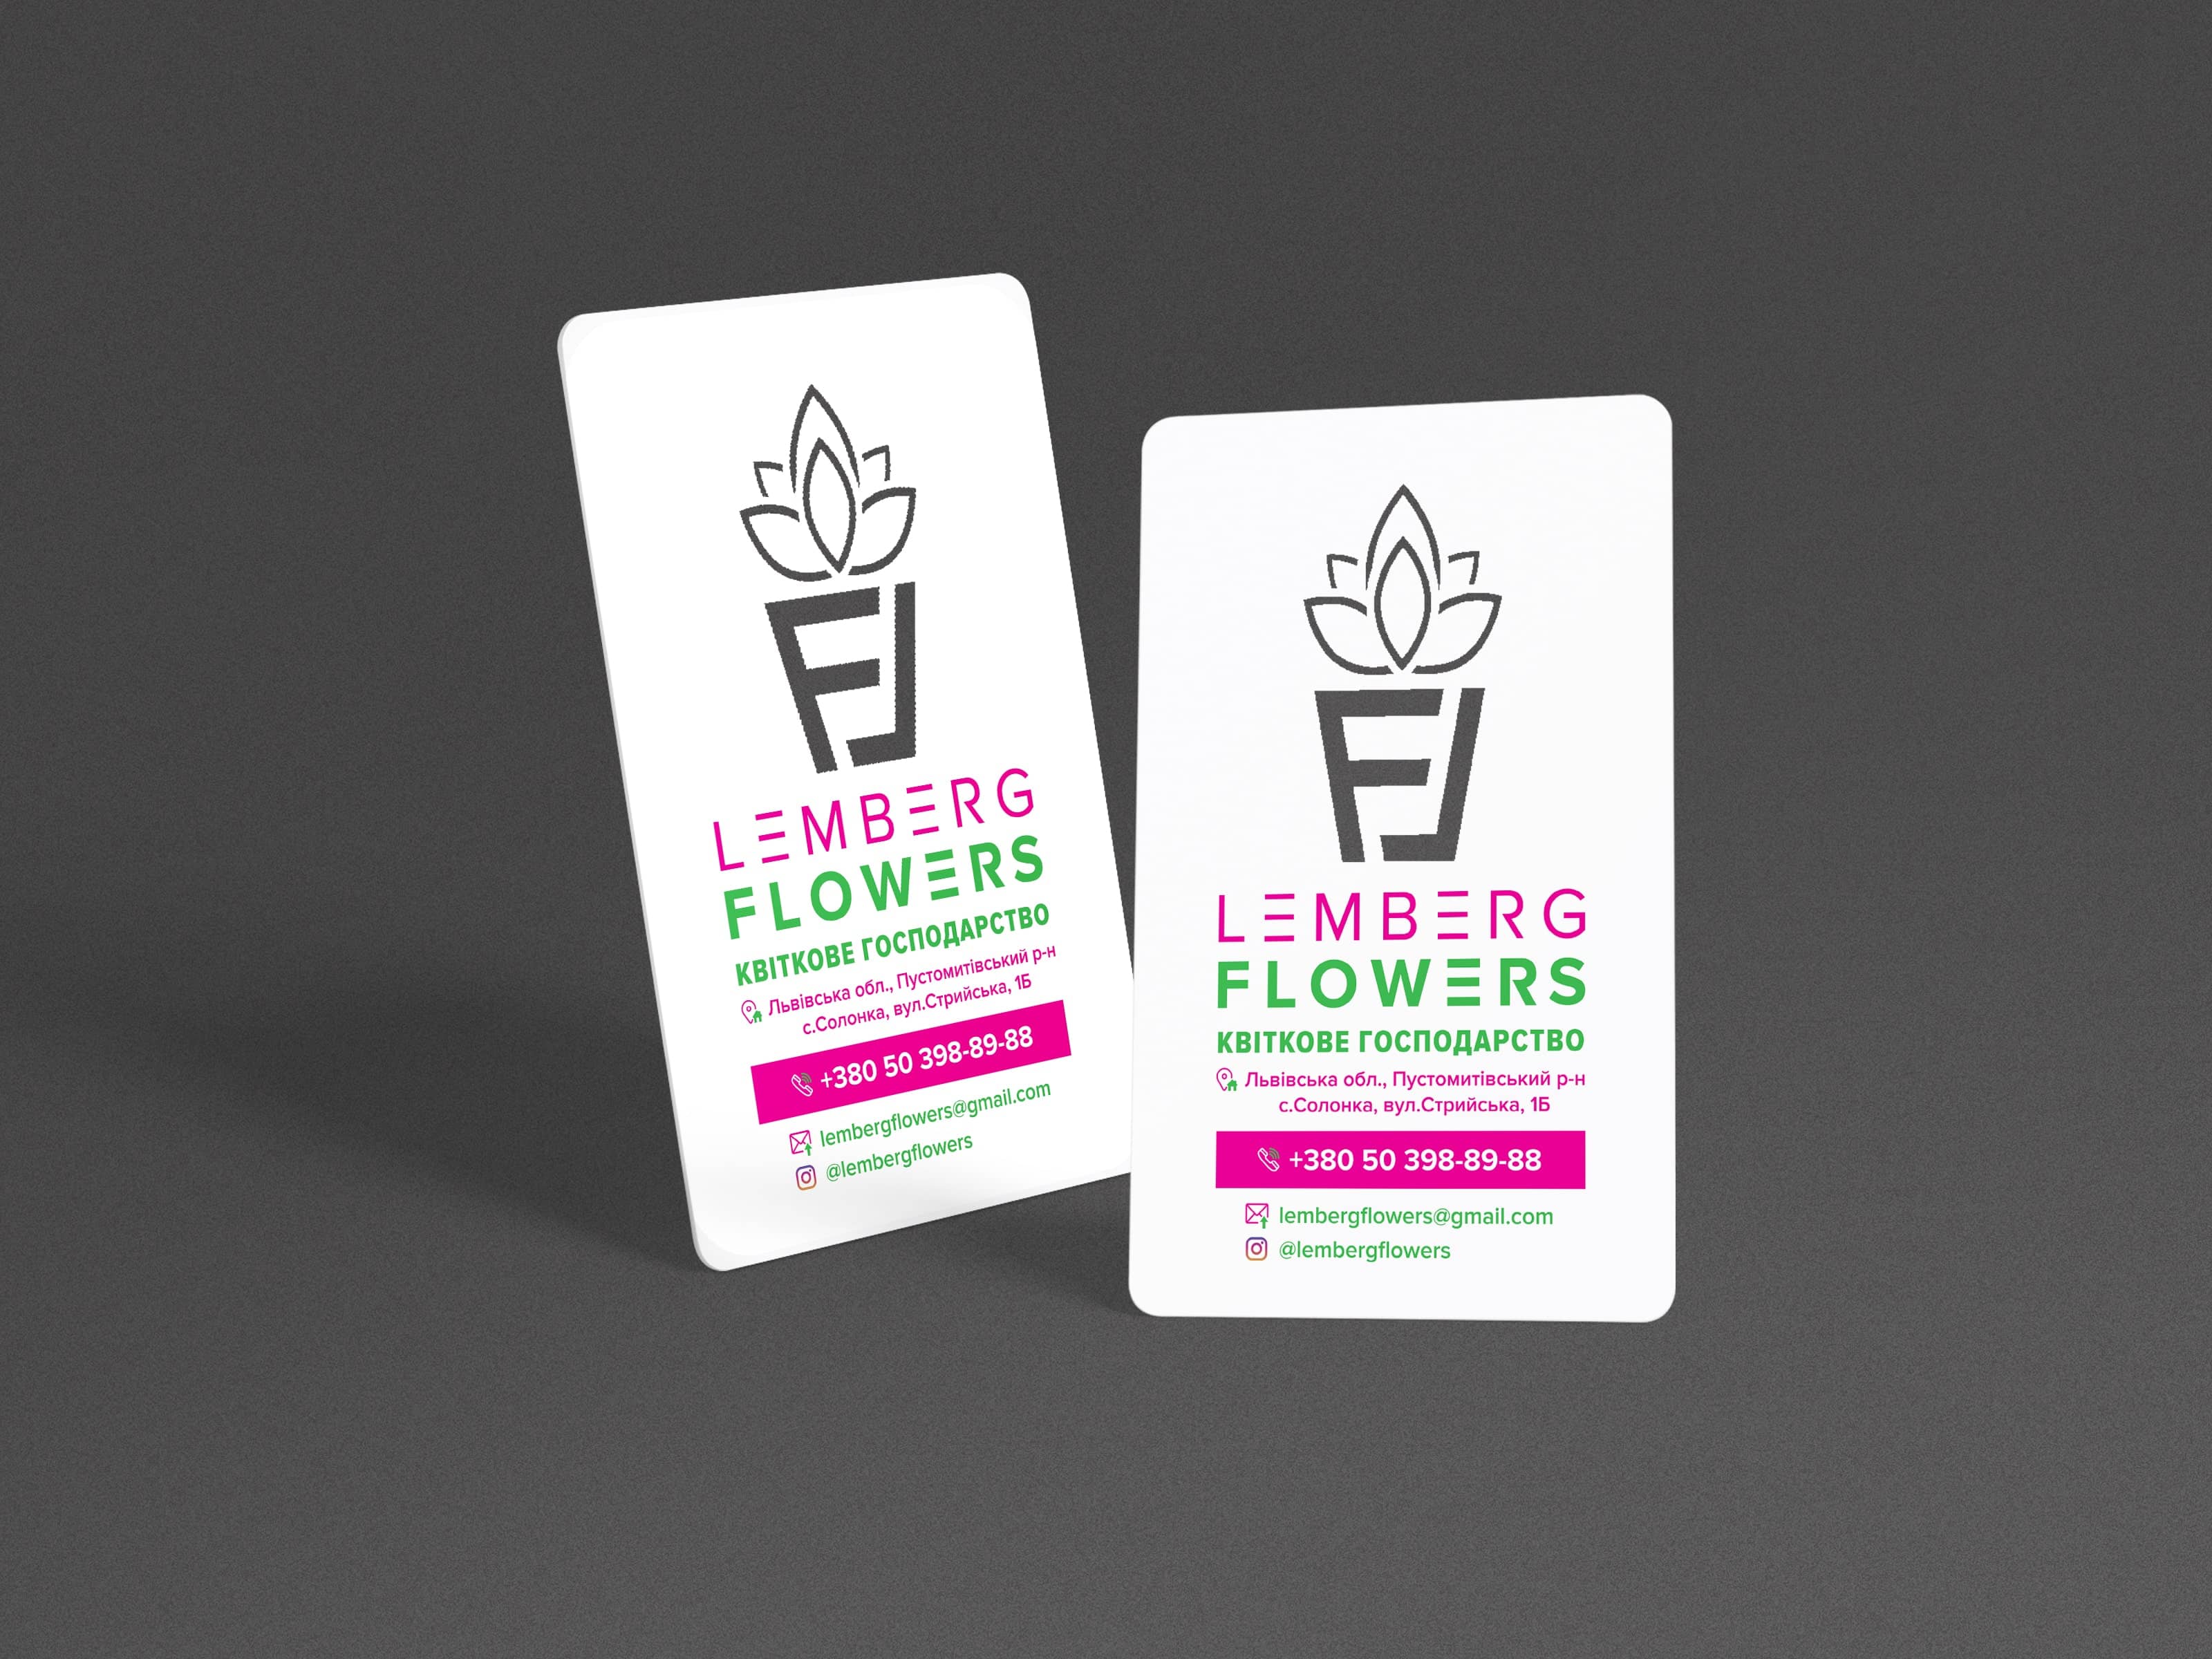 LEMBERG
FLOWERS
КВІТКОВЕ ГОСПОДАРСТВО
Львівська обл., Пустомитівський р-н
с.Солонка, вул.Стрийська, 1Б
+380 50 398-89-88
lembergflowers@gmail.com
@lembergflowers
LEMBERG
FLOWERS
КВІТКОВЕ ГОСПОДАРСТВО
Львівська обл., Пустомитівський р-н
с.Солонка, вул.Стрийська, 1Б
+380 50 398-89-88
lembergflowers@gmail.com
@lembergflowers